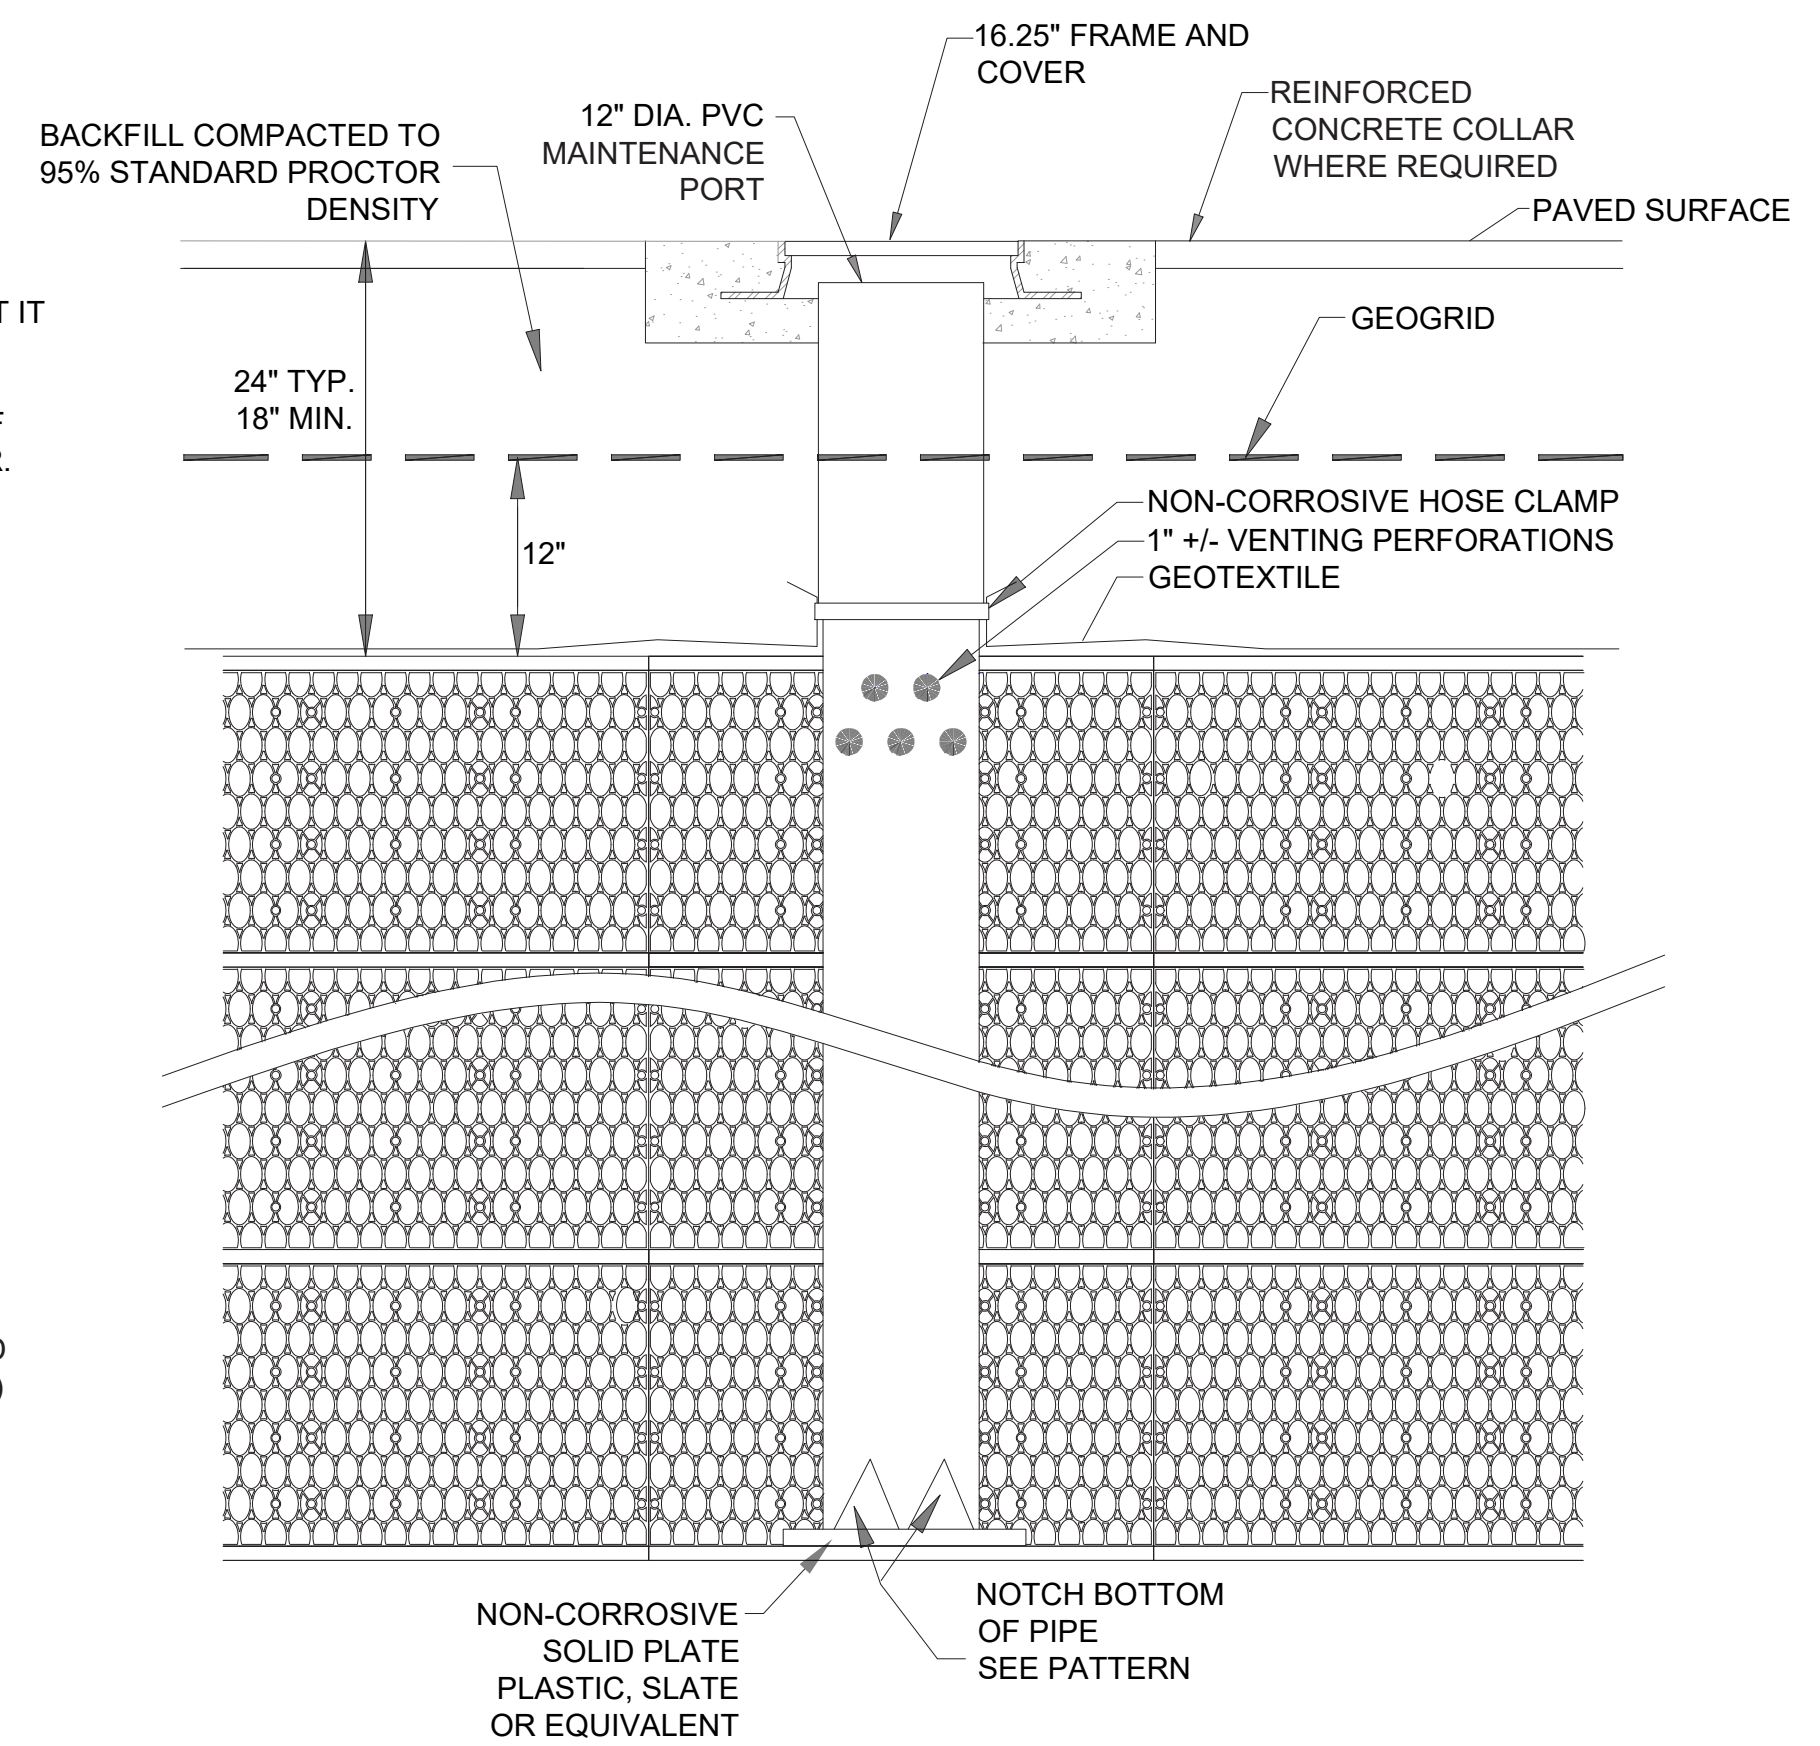 16.25" FRAME AND
COVER
REINFORCED
CONCRETE COLLAR
WHERE REQUIRED
12" DIA. PVC
MAINTENANCE
PORT
BACKFILL COMPACTED TO
95% STANDARD PROCTOR
DENSITY
PAVED SURFACE
IT
GEOGRID
24" TYP.
18" MIN.
12"
NON-CORROSIVE HOSE CLAMP
1" +/- VENTING PERFORATIONS
GEOTEXTILE
NON-CORROSIVE
SOLID PLATE
PLASTIC, SLATE
OR EQUIVALENT
NOTCH BOTTOM
OF PIPE
SEE PATTERN